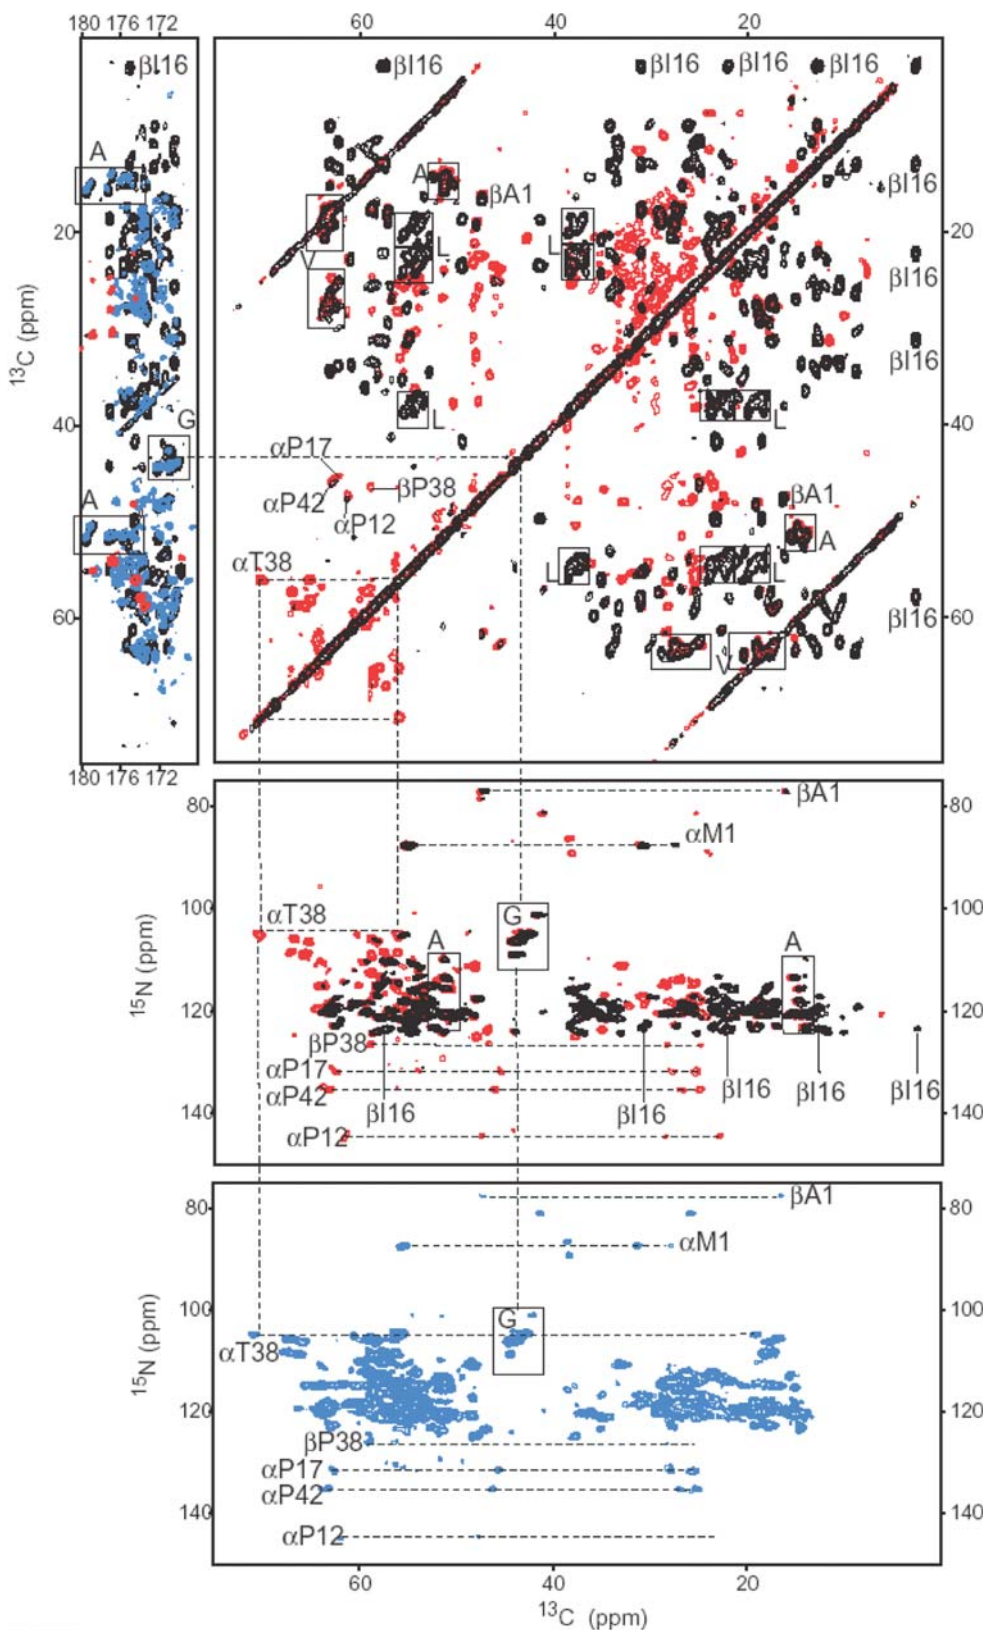 180 176 172 60 20
βI16 βI16 βI16 βI16 βI16
A A βA1 βI16
20 V L L 20
βI16
βI16
¹³C (ppm)
40 G L L 40
αP17
αP42 βP38 βA1
αP12 A
A
αT38 L L
60 βI16 60
V
180 176 172
80 βA1 80
αM1
100 G 100
αT38 A A
¹⁵N (ppm)
120 120
βP38
αP17
αP42 βI16 βI16 βI16 βI16 βI16
αP12
140 140
80 βA1 80
αM1
100 G 100
αT38
¹⁵N (ppm)
120 120
βP38
αP17
αP42
140 αP12 140
60 40 20
¹³C (ppm)